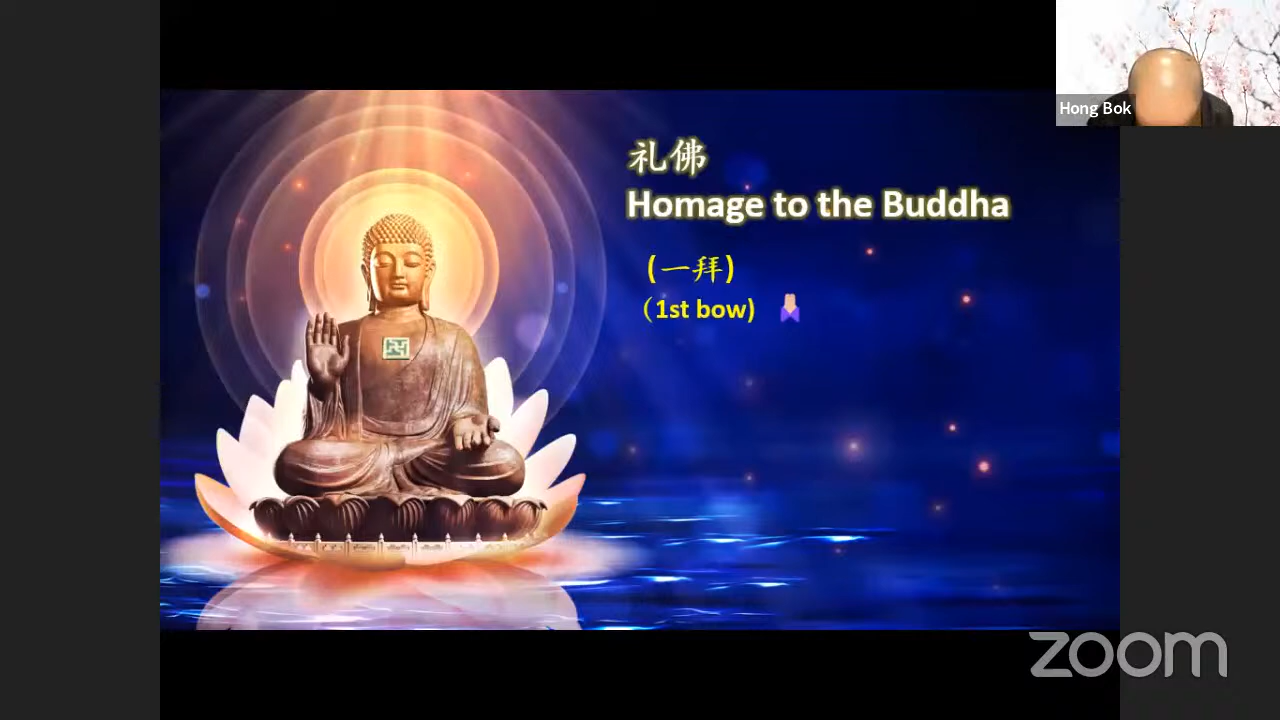 Hong Bok
礼佛
Homage to the Buddha
(一拜)
(1st bow)
zoom